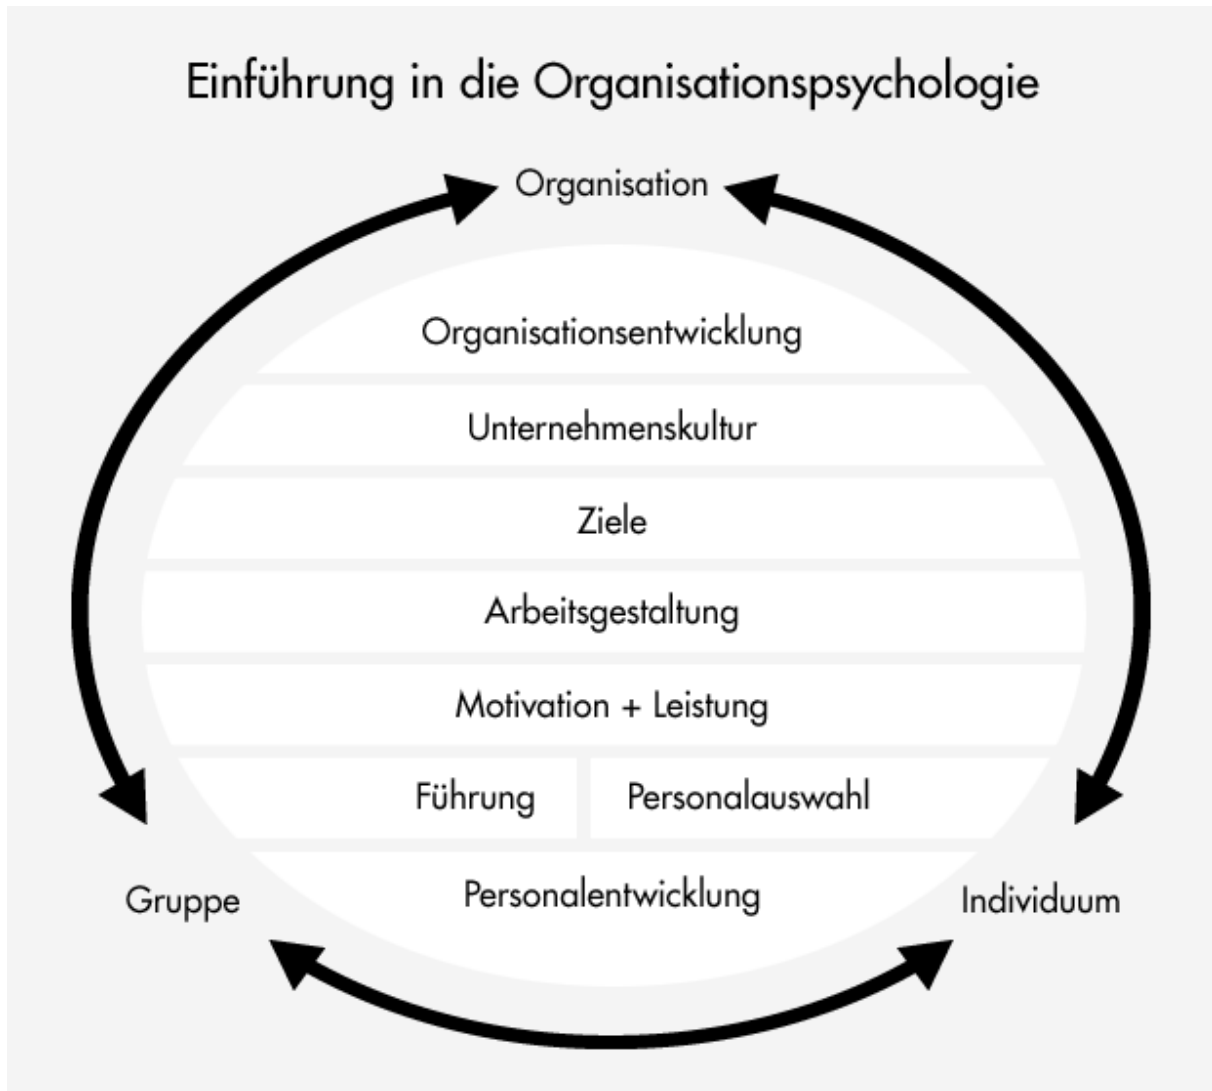 Einführung in die Organisationspsychologie
Organisation
Organisationsentwicklung
Unternehmenskultur
Ziele
Arbeitsgestaltung
Motivation + Leistung
Führung
Personalauswahl
Personalentwicklung
Gruppe
Individuum